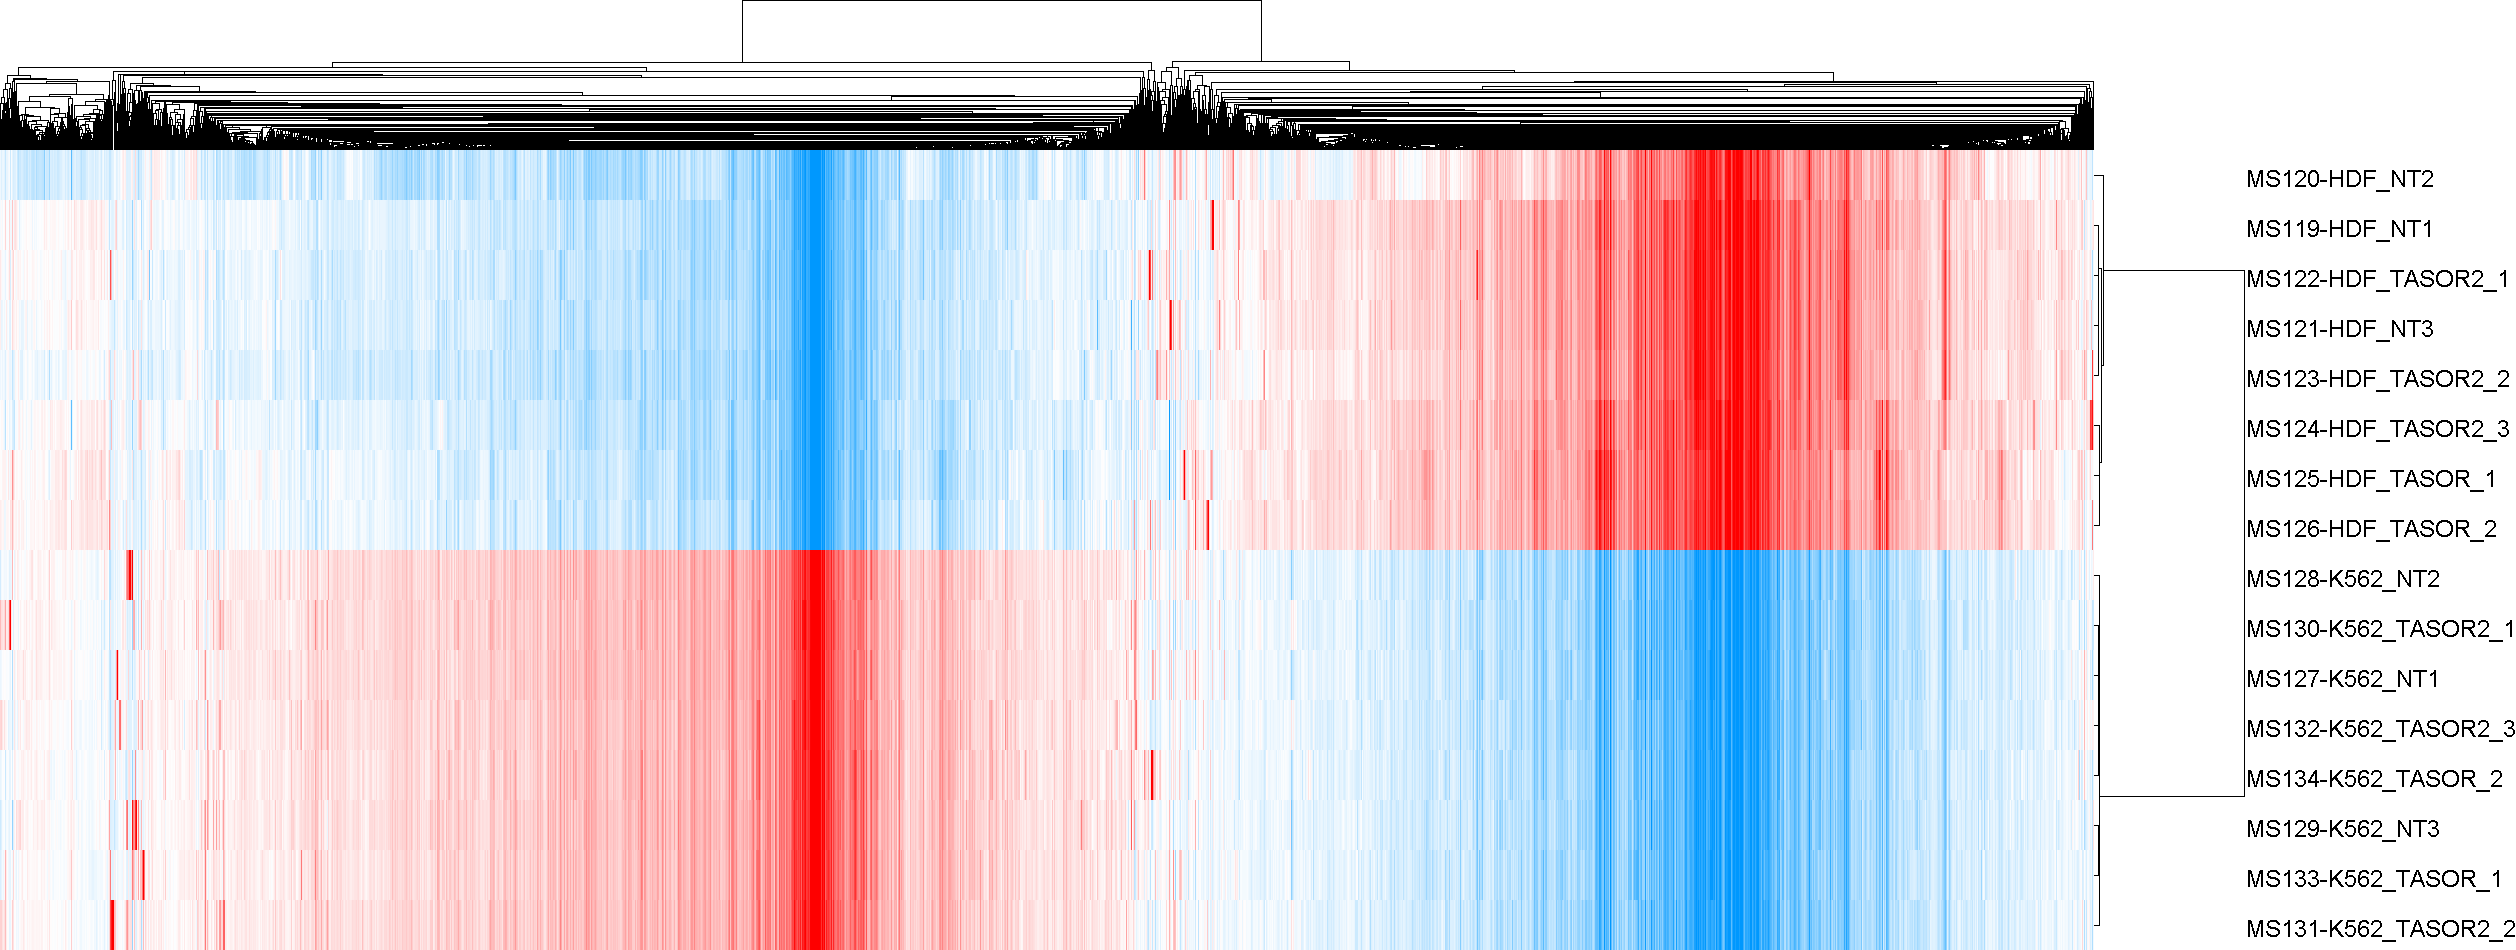 MS120-HDF_NT2
MS119-HDF_NT1
MS122-HDF_TASOR2_1
MS121-HDF_NT3
MS123-HDF_TASOR2_2
MS124-HDF_TASOR2_3
MS125-HDF_TASOR_1
MS126-HDF_TASOR_2
MS128-K562_NT2
MS130-K562_TASOR2_1
MS127-K562_NT1
MS132-K562_TASOR2_3
MS134-K562_TASOR_2
MS129-K562_NT3
MS133-K562_TASOR_1
MS131-K562_TASOR2_2